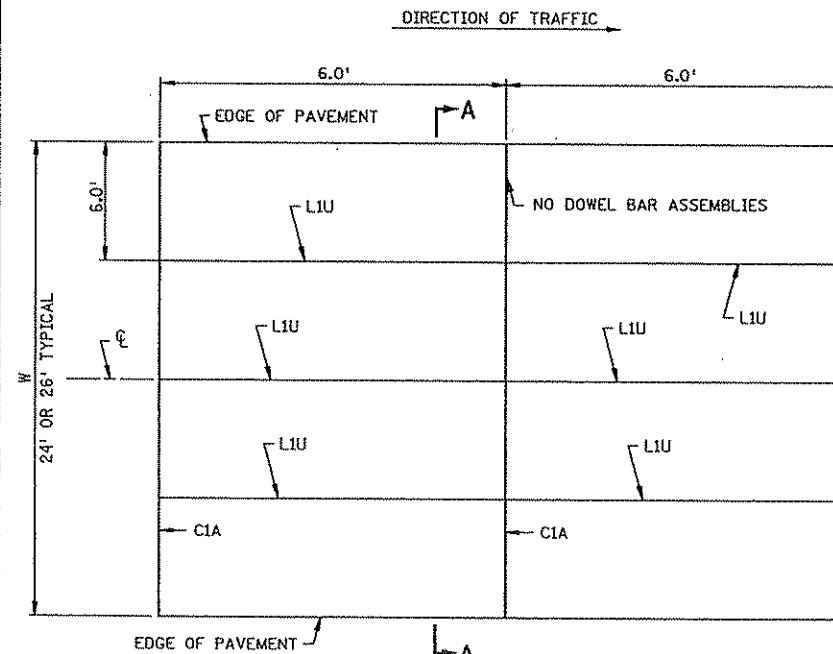 DIRECTION OF TRAFFIC
6.0' 6.0'
EDGE OF PAVEMENT
A
6.0'
L1U
NO DOWEL BAR ASSEMBLIES
L1U
W
24' OR 26' TYPICAL
℄
L1U
L1U
L1U
L1U
C1A
C1A
EDGE OF PAVEMENT
A